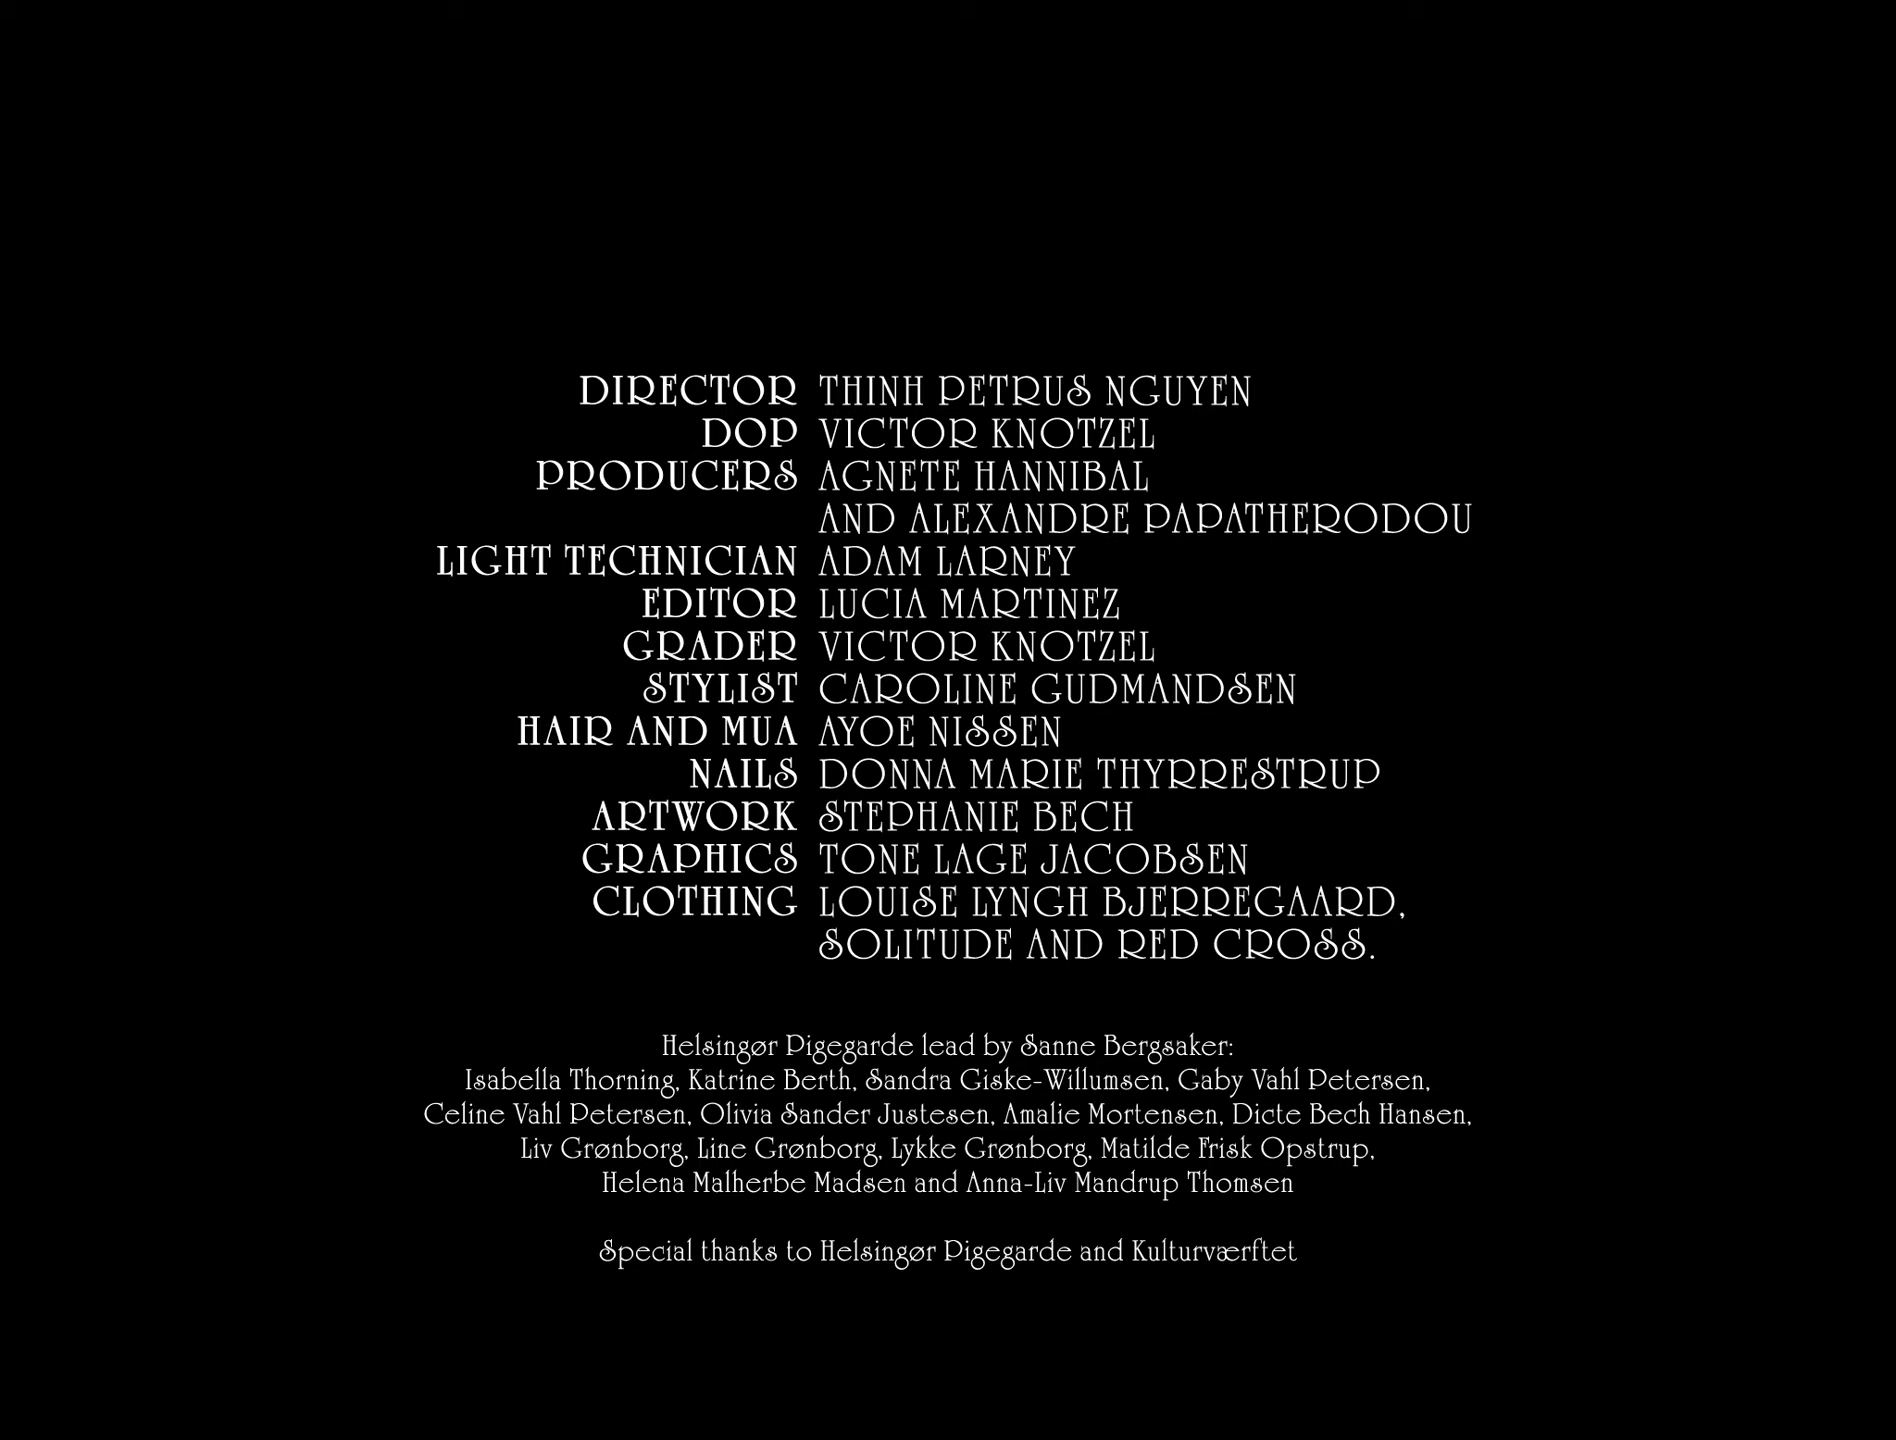 DIRECTOR THINH PETRUS NGUYEN
DOP VICTOR KNOTZEL
PRODUCERS AGNETE HANNIBAL
AND ALEXANDRE PAPATHERODOU
LIGHT TECHNICIAN ADAM LARNEY
EDITOR LUCIA MARTINEZ
GRADER VICTOR KNOTZEL
STYLIST CAROLINE GUDMANDSEN
HAIR AND MUA AYOE NISSEN
NAILS DONNA MARIE THYRRESTRUP
ARTWORK STEPHANIE BECH
GRAPHICS TONE LAGE JACOBSEN
CLOTHING LOUISE LYNGH BJERREGAARD,
SOLITUDE AND RED CROSS.
Helsingør Pigegarde lead by Sanne Bergsaker:
Isabella Thorning, Katrine Berth, Sandra Giske-Willumsen, Gaby Vahl Petersen,
Celine Vahl Petersen, Olivia Sander Justesen, Amalie Mortensen, Dicte Bech Hansen,
Liv Grønborg, Line Grønborg, Lykke Grønborg, Matilde Frisk Opstrup,
Helena Malherbe Madsen and Anna-Liv Mandrup Thomsen
Special thanks to Helsingør Pigegarde and Kulturværftet